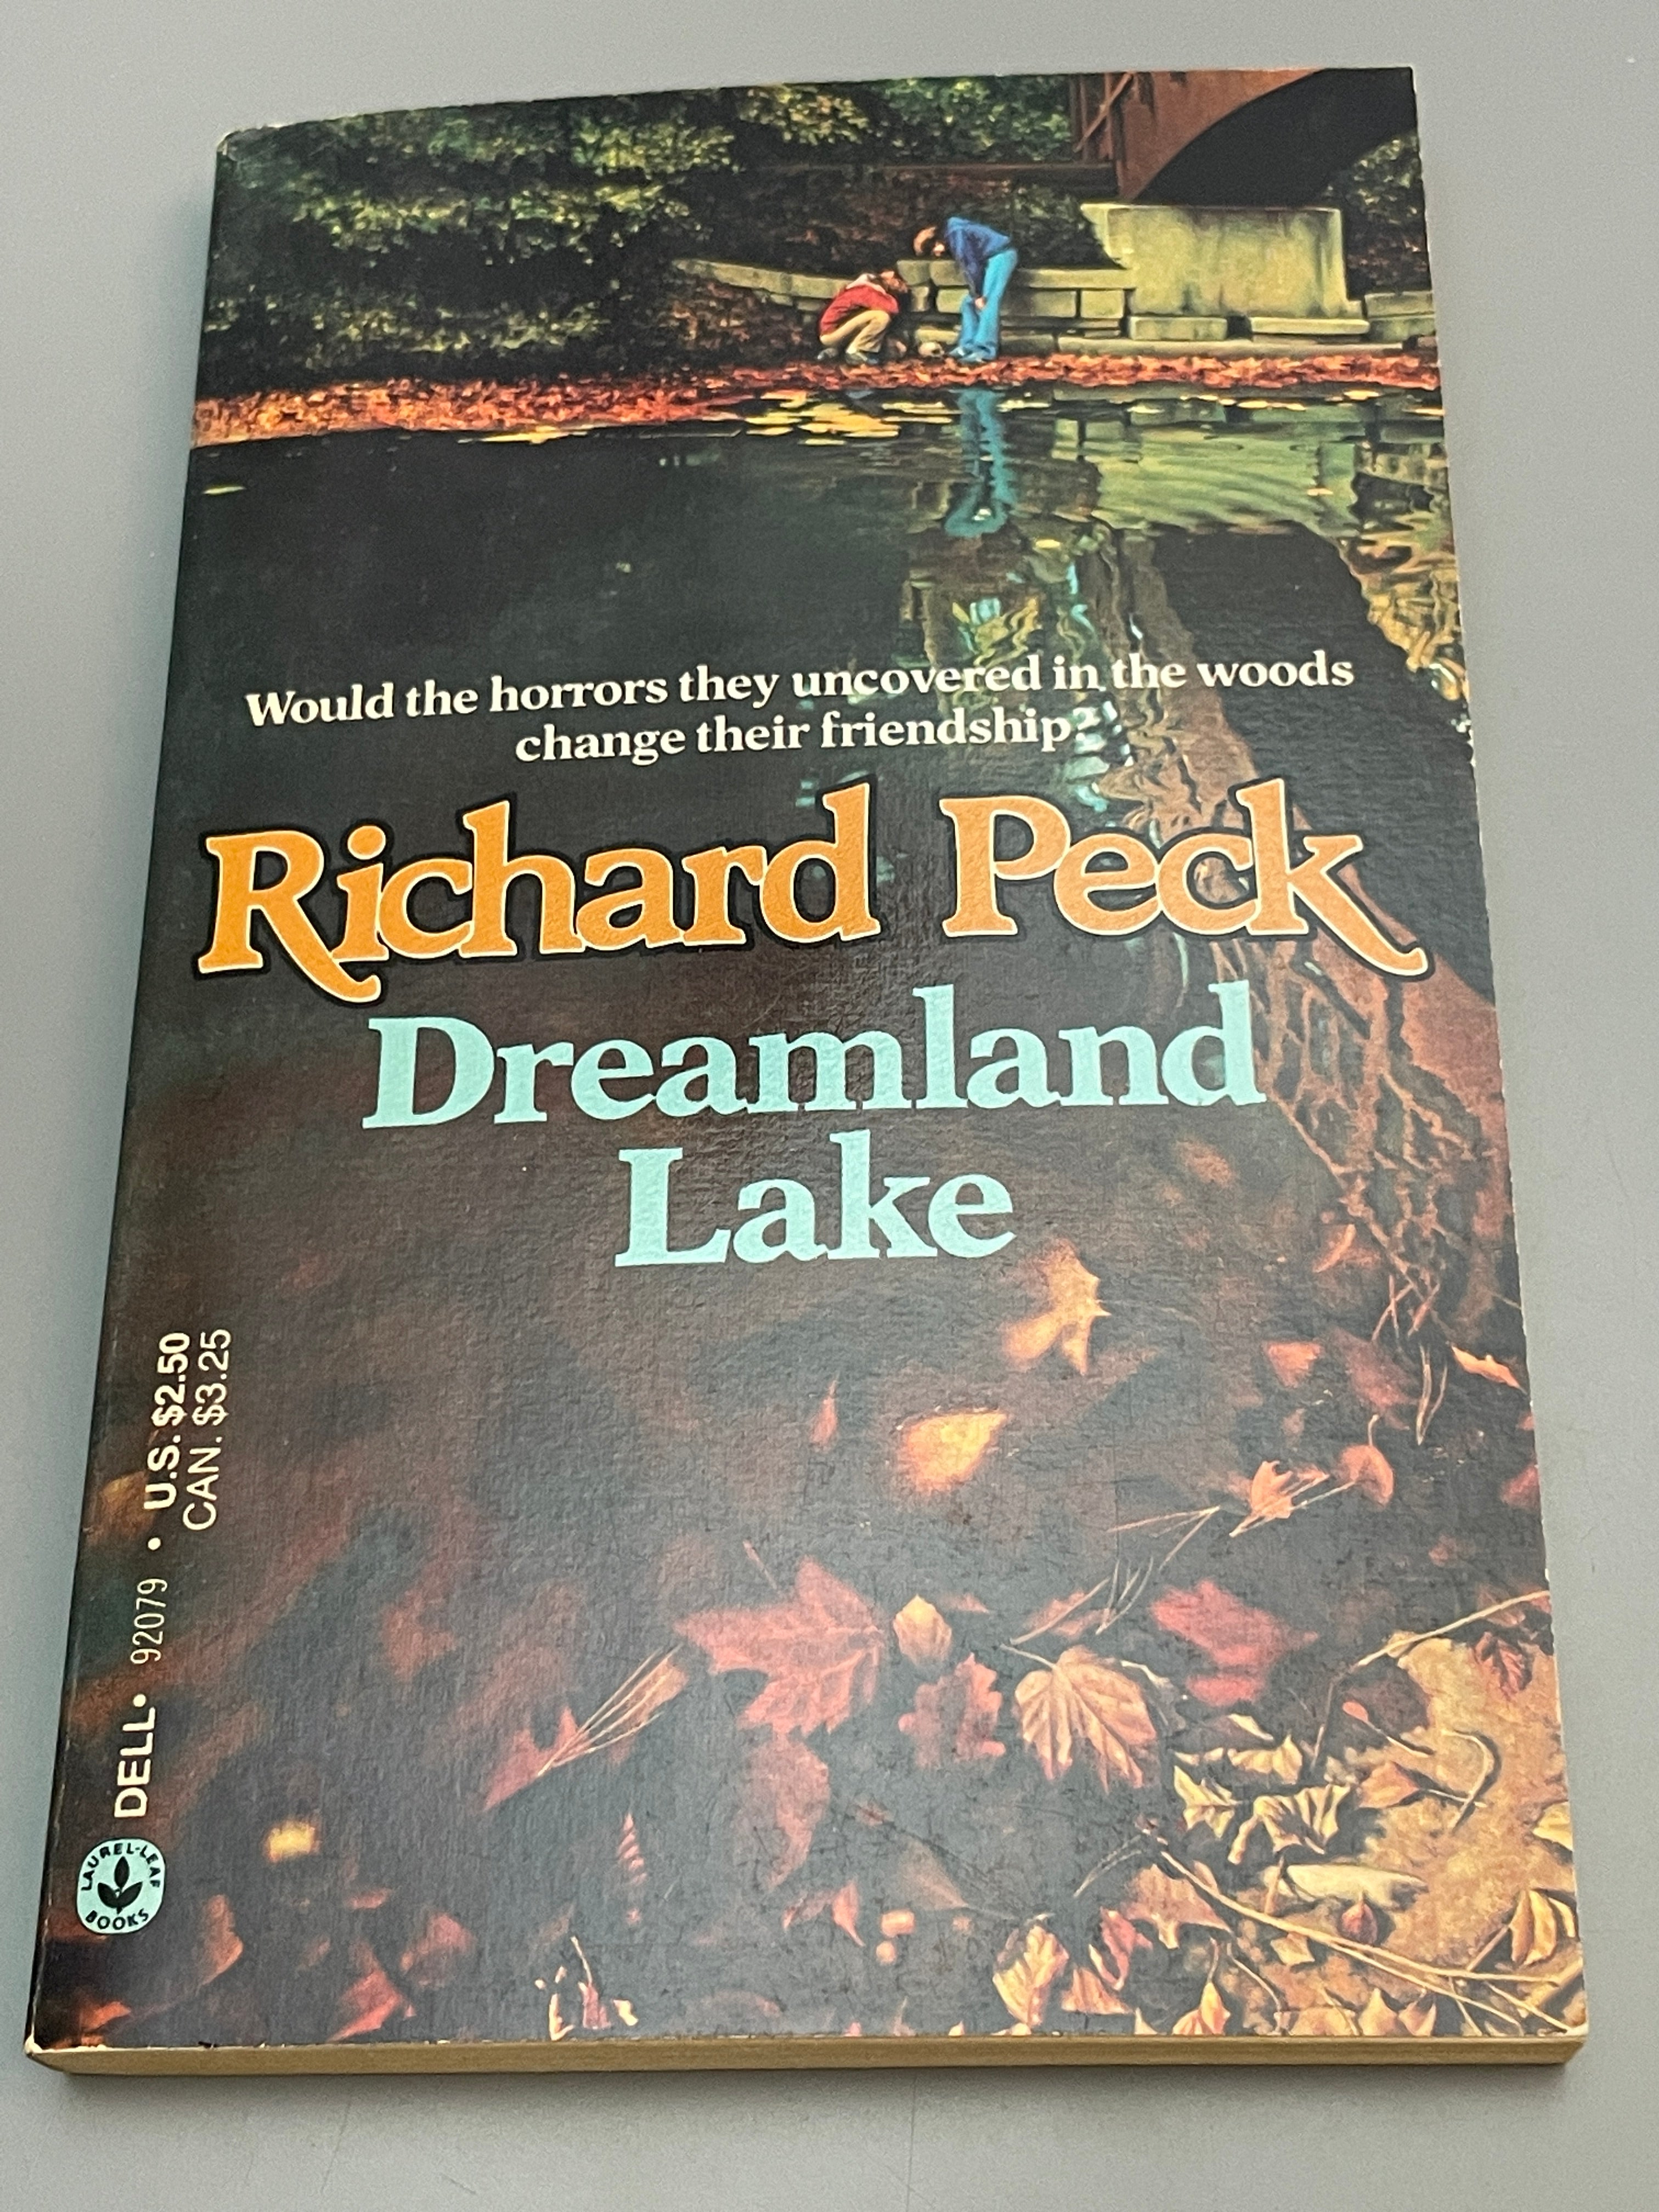 Would the horrors they uncovered in the woods
change their friendship?
Richard Peck
Dreamland
Lake
DELL • 92079 • U.S. $2.50
CAN. $3.25
LAUREL-LEAF
BOOKS